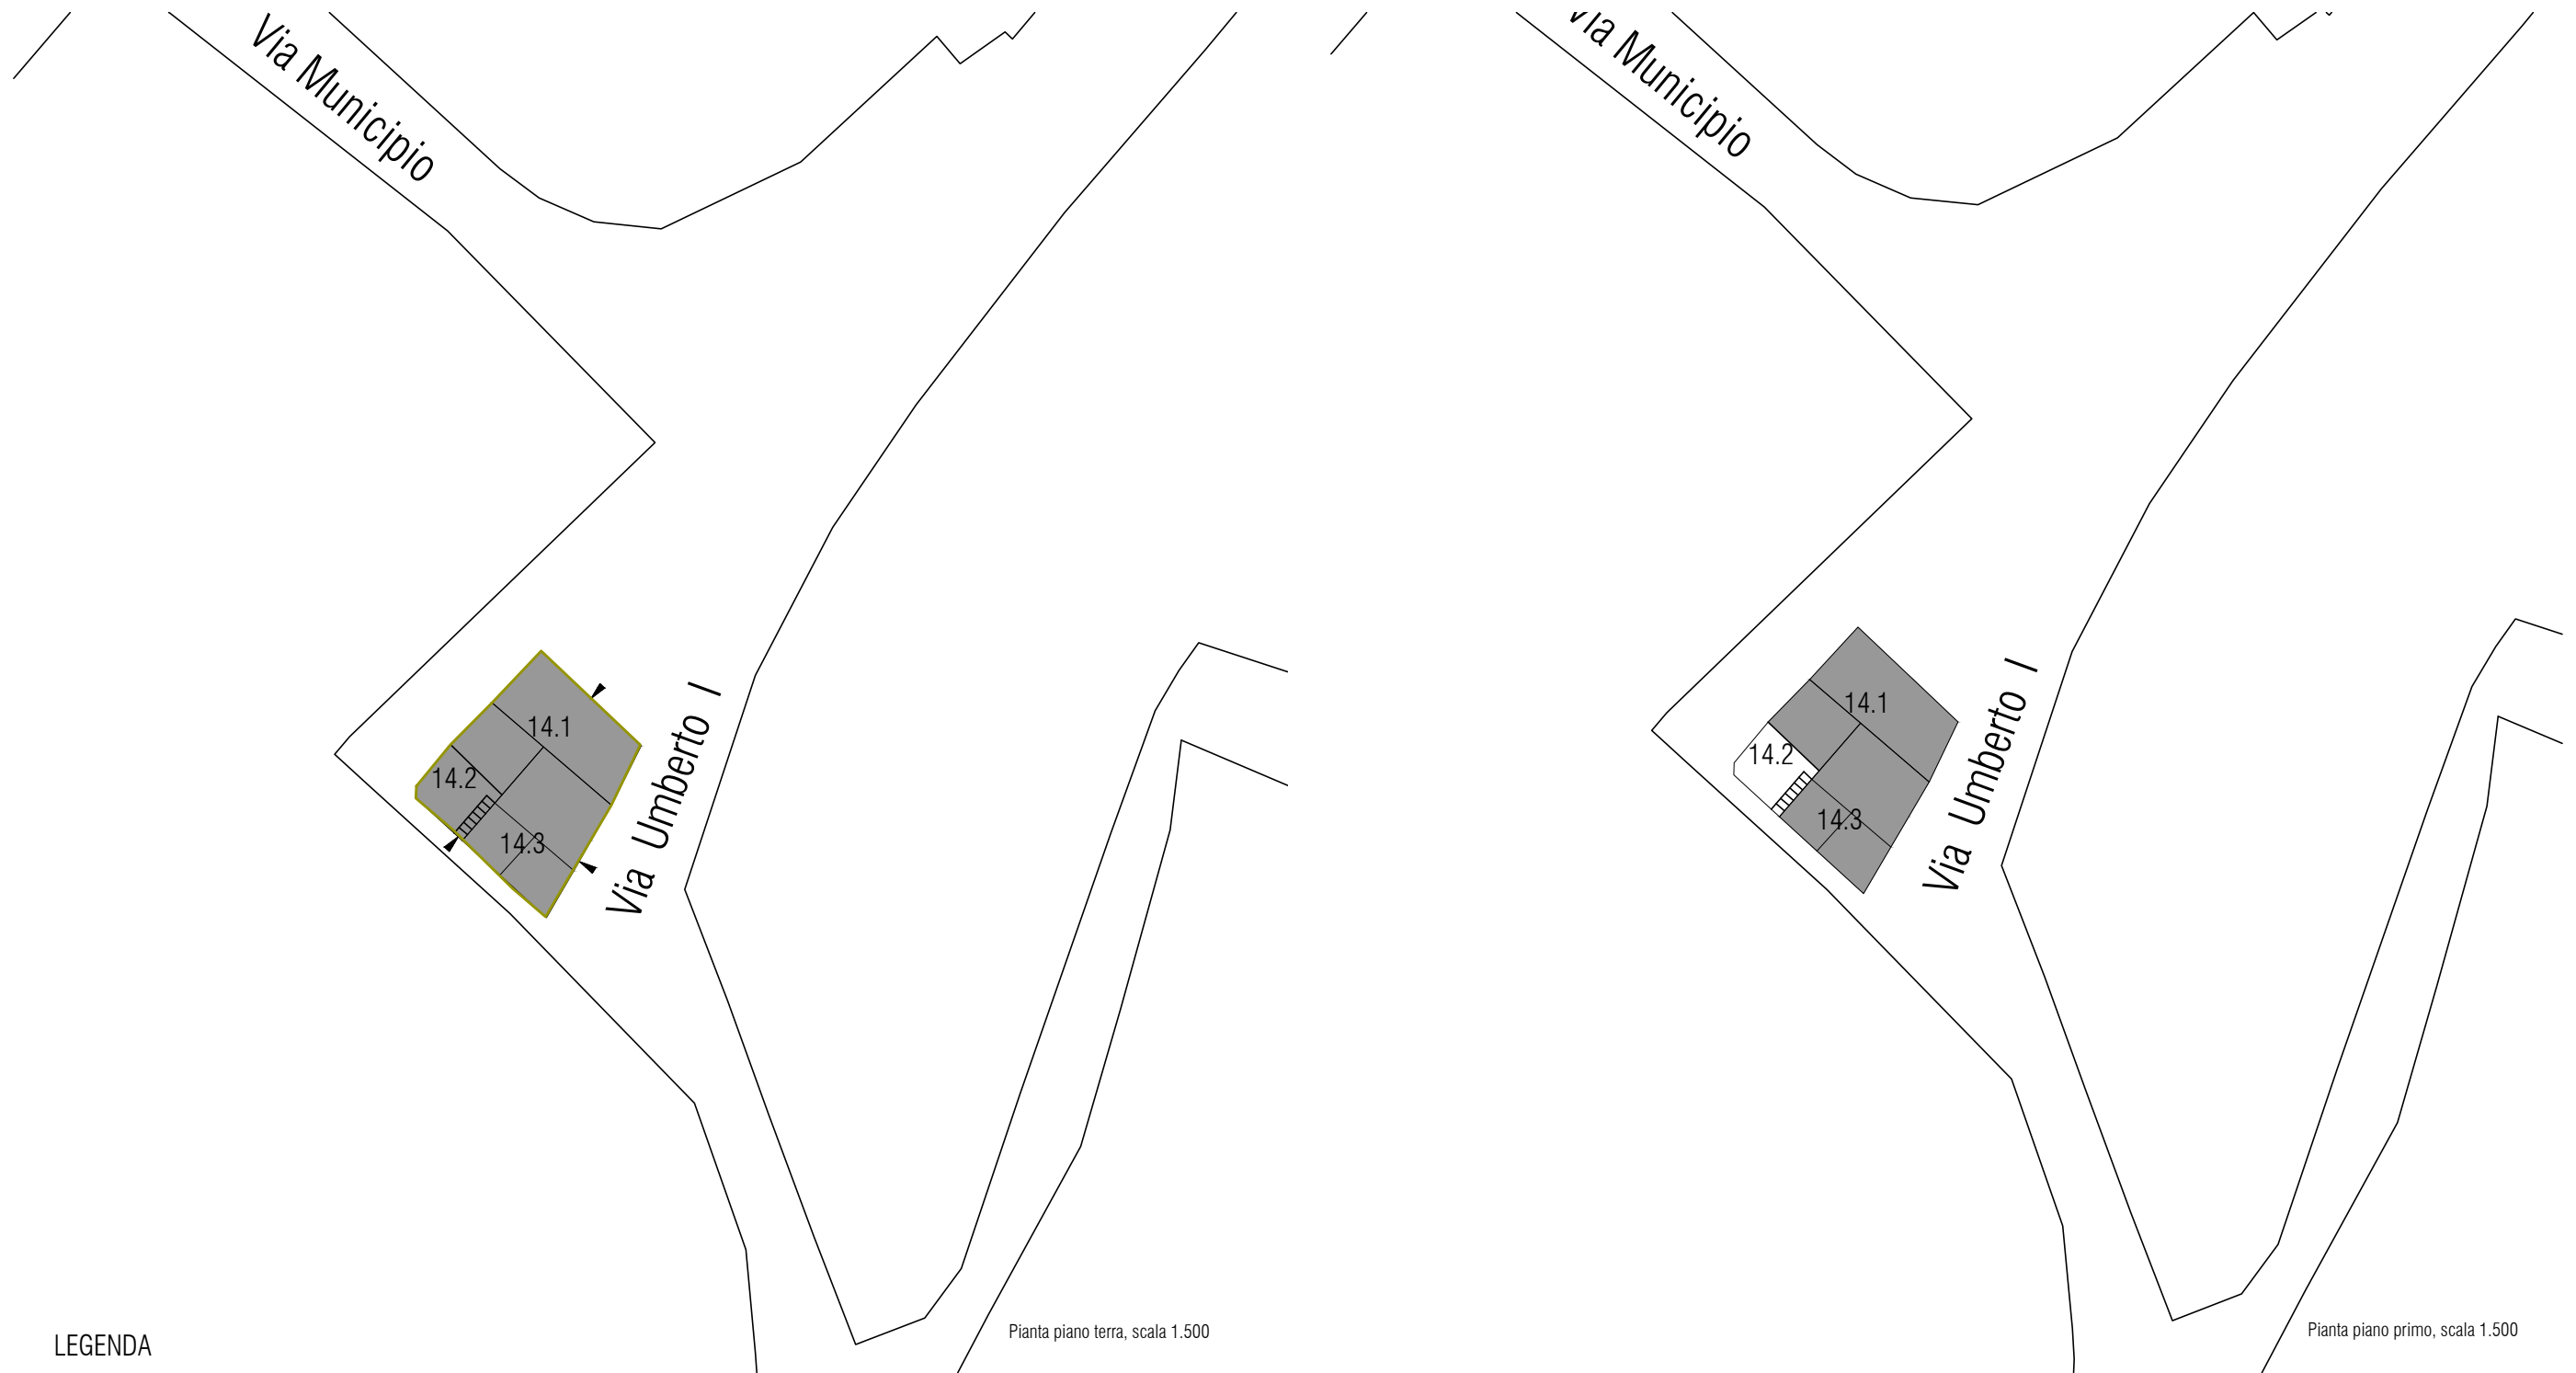 Via Municipio
14.1
14.2
14.3
Via Umberto I
LEGENDA
Pianta piano terra, scala 1.500
Via Municipio
14.1
14.2
14.3
Via Umberto I
Pianta piano primo, scala 1.500